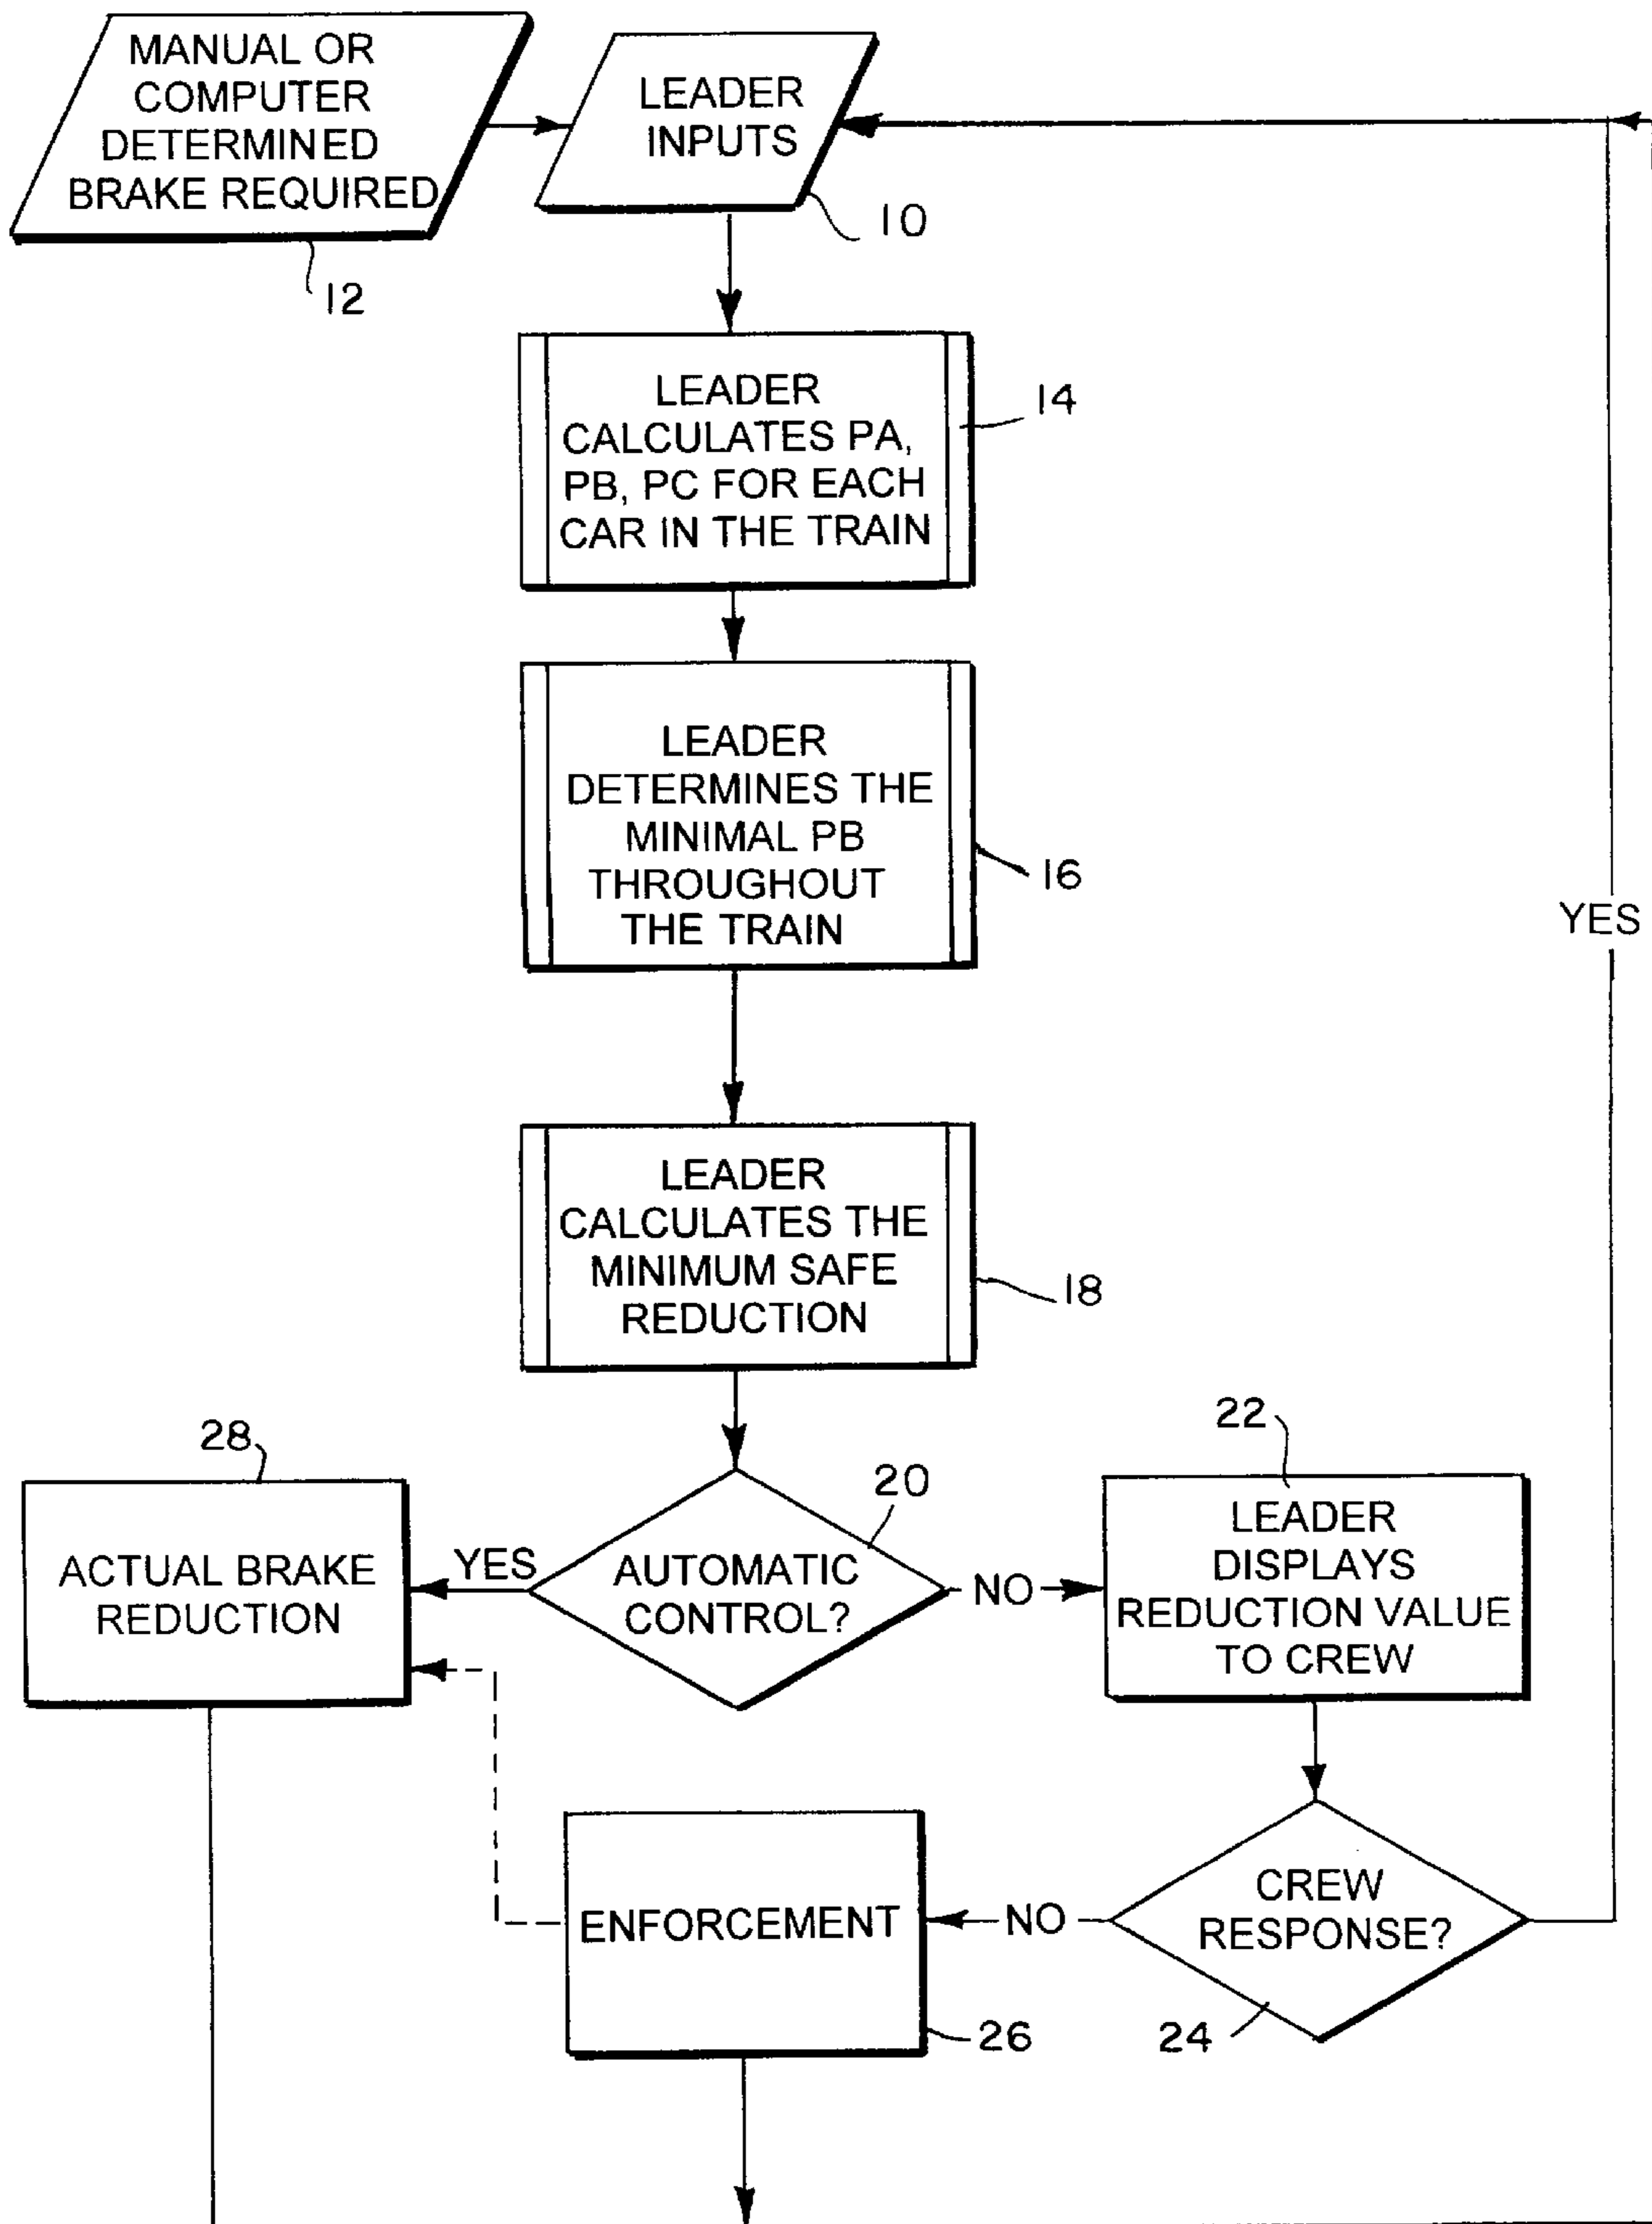 MANUAL OR
COMPUTER
DETERMINED
BRAKE REQUIRED
12
LEADER
INPUTS
10
LEADER
CALCULATES PA,
PB, PC FOR EACH
CAR IN THE TRAIN
14
LEADER
DETERMINES THE
MINIMAL PB
THROUGHOUT
THE TRAIN
16
YES
LEADER
CALCULATES THE
MINIMUM SAFE
REDUCTION
18
28
ACTUAL BRAKE
REDUCTION
YES
20
AUTOMATIC
CONTROL?
NO
22
LEADER
DISPLAYS
REDUCTION VALUE
TO CREW
ENFORCEMENT
26
NO
CREW
RESPONSE?
24